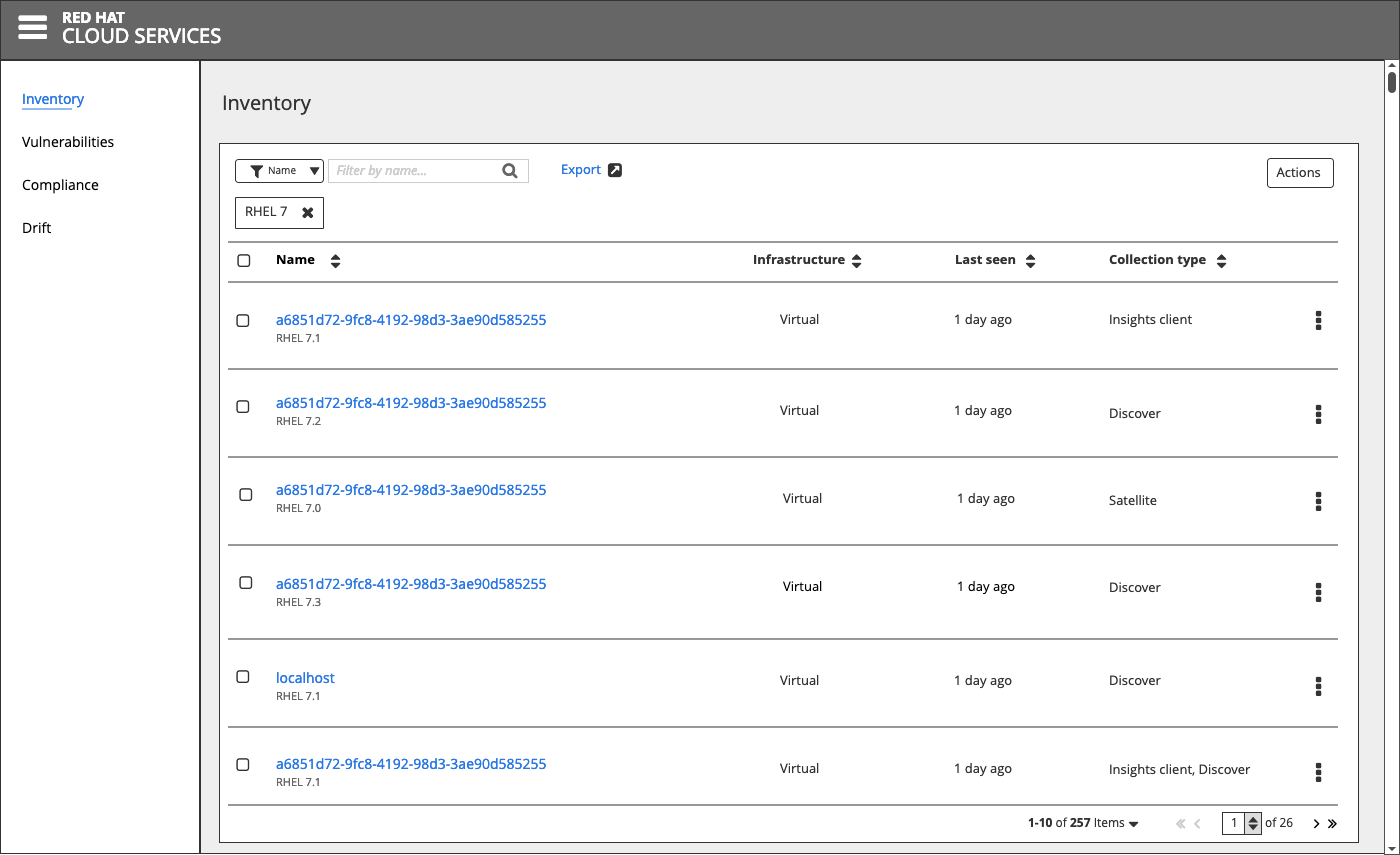 RED HAT
CLOUD SERVICES
Inventory
Vulnerabilities
Compliance
Drift
Inventory
Name Filter by name... Export Actions
RHEL 7
Name Infrastructure Last seen Collection type
a6851d72-9fc8-4192-98d3-3ae90d585255 Virtual 1 day ago Insights client
RHEL 7.1
a6851d72-9fc8-4192-98d3-3ae90d585255 Virtual 1 day ago Discover
RHEL 7.2
a6851d72-9fc8-4192-98d3-3ae90d585255 Virtual 1 day ago Satellite
RHEL 7.0
a6851d72-9fc8-4192-98d3-3ae90d585255 Virtual 1 day ago Discover
RHEL 7.3
localhost Virtual 1 day ago Discover
RHEL 7.1
a6851d72-9fc8-4192-98d3-3ae90d585255 Virtual 1 day ago Insights client, Discover
RHEL 7.1
1-10 of 257 Items 1 of 26